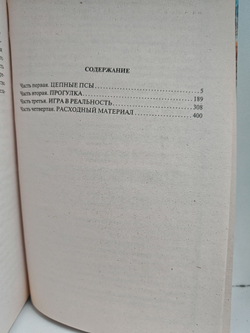 СОДЕРЖАНИЕ
Часть первая. ЦЕПНЫЕ ПСЫ . . . . . . . . . . . . . . . . . . . . . . . . 5
Часть вторая. ПРОГУЛКА . . . . . . . . . . . . . . . . . . . . . . . . 189
Часть третья. ИГРА В РЕАЛЬНОСТЬ . . . . . . . . . . . . . . . . 308
Часть четвертая. РАСХОДНЫЙ МАТЕРИАЛ . . . . . . . . . . . . 400